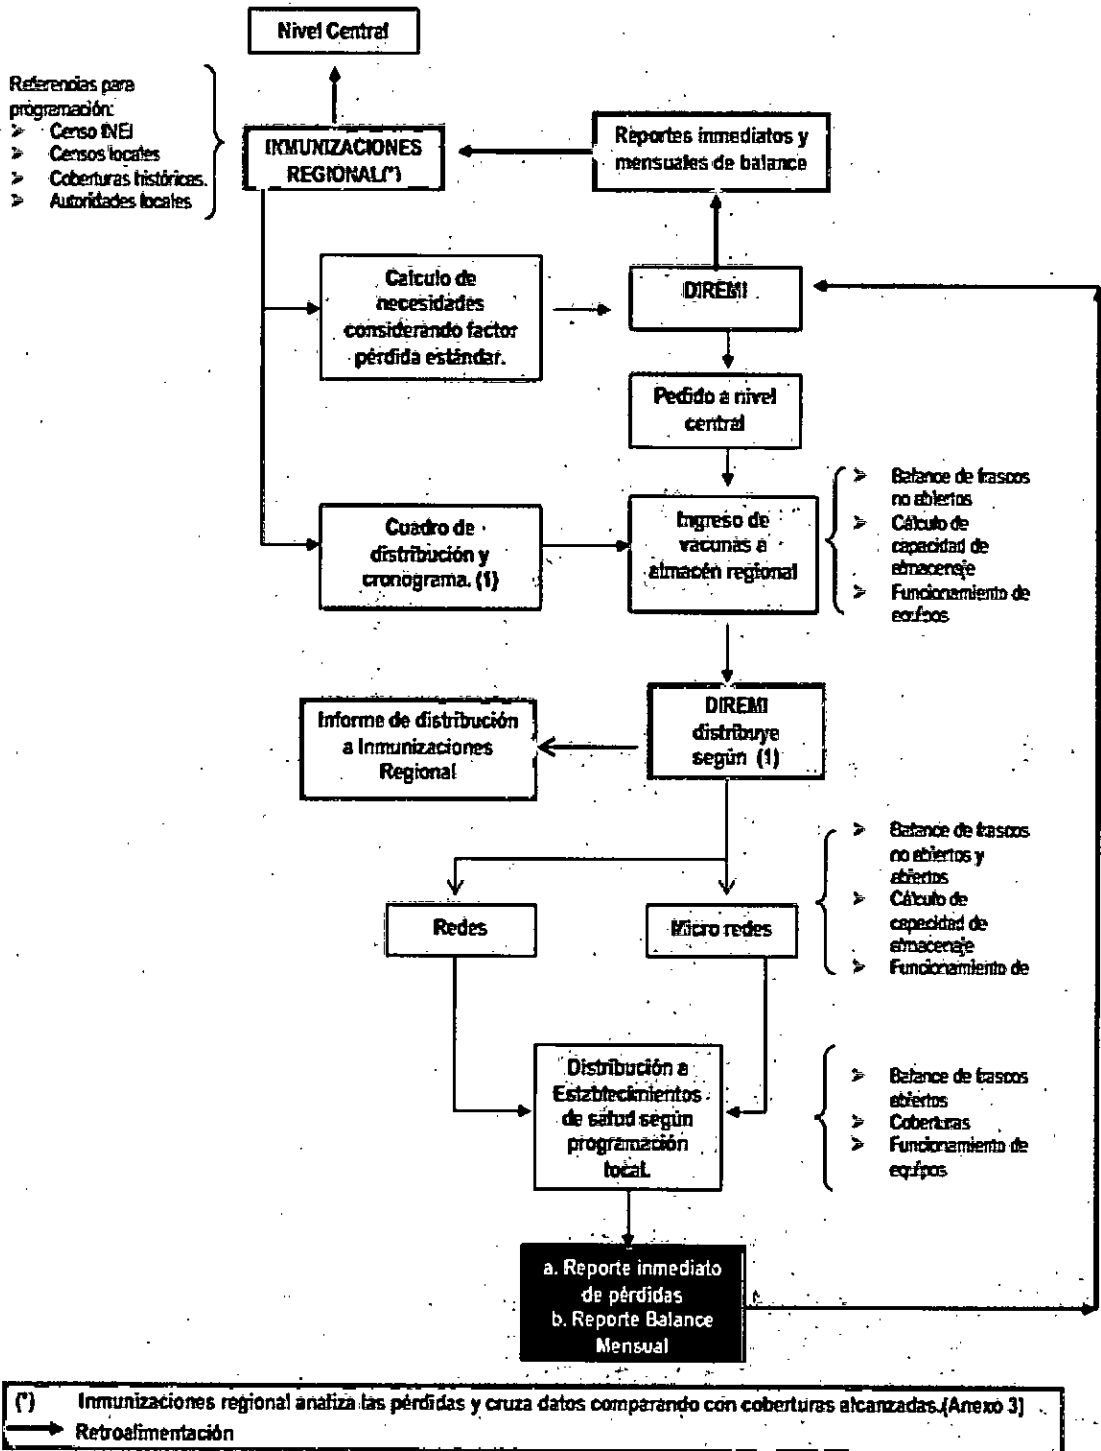 Nivel Central
Referencias para
programación:
➢ Censo INEI
➢ Censos locales
➢ Coberturas históricas.
➢ Autoridades locales
INMUNIZACIONES
REGIONAL(*)
Reportes inmediatos y
mensuales de balance
Calculo de
necesidades
considerando factor
pérdida estándar.
DIREMI
Pedido a nivel
central
Cuadro de
distribución y
cronograma. (1)
Ingreso de
vacunas a
almacén regional
➢ Balance de frascos
no abiertos
➢ Cálculo de
capacidad de
almacenaje
➢ Funcionamiento de
equipos
Informe de distribución
a Inmunizaciones
Regional
DIREMI
distribuye
según (1)
➢ Balance de frascos
no abiertos y
abiertos
➢ Cálculo de
capacidad de
almacenaje
➢ Funcionamiento de
Redes
Micro redes
Distribución a
Establecimientos
de salud según
programación
local.
➢ Balance de frascos
abiertos
➢ Coberturas
➢ Funcionamiento de
equipos
a. Reporte inmediato
de pérdidas
b. Reporte Balance
Mensual
(*) Inmunizaciones regional analiza las pérdidas y cruza datos comparando con coberturas alcanzadas.(Anexo 3)
Retroalimentación